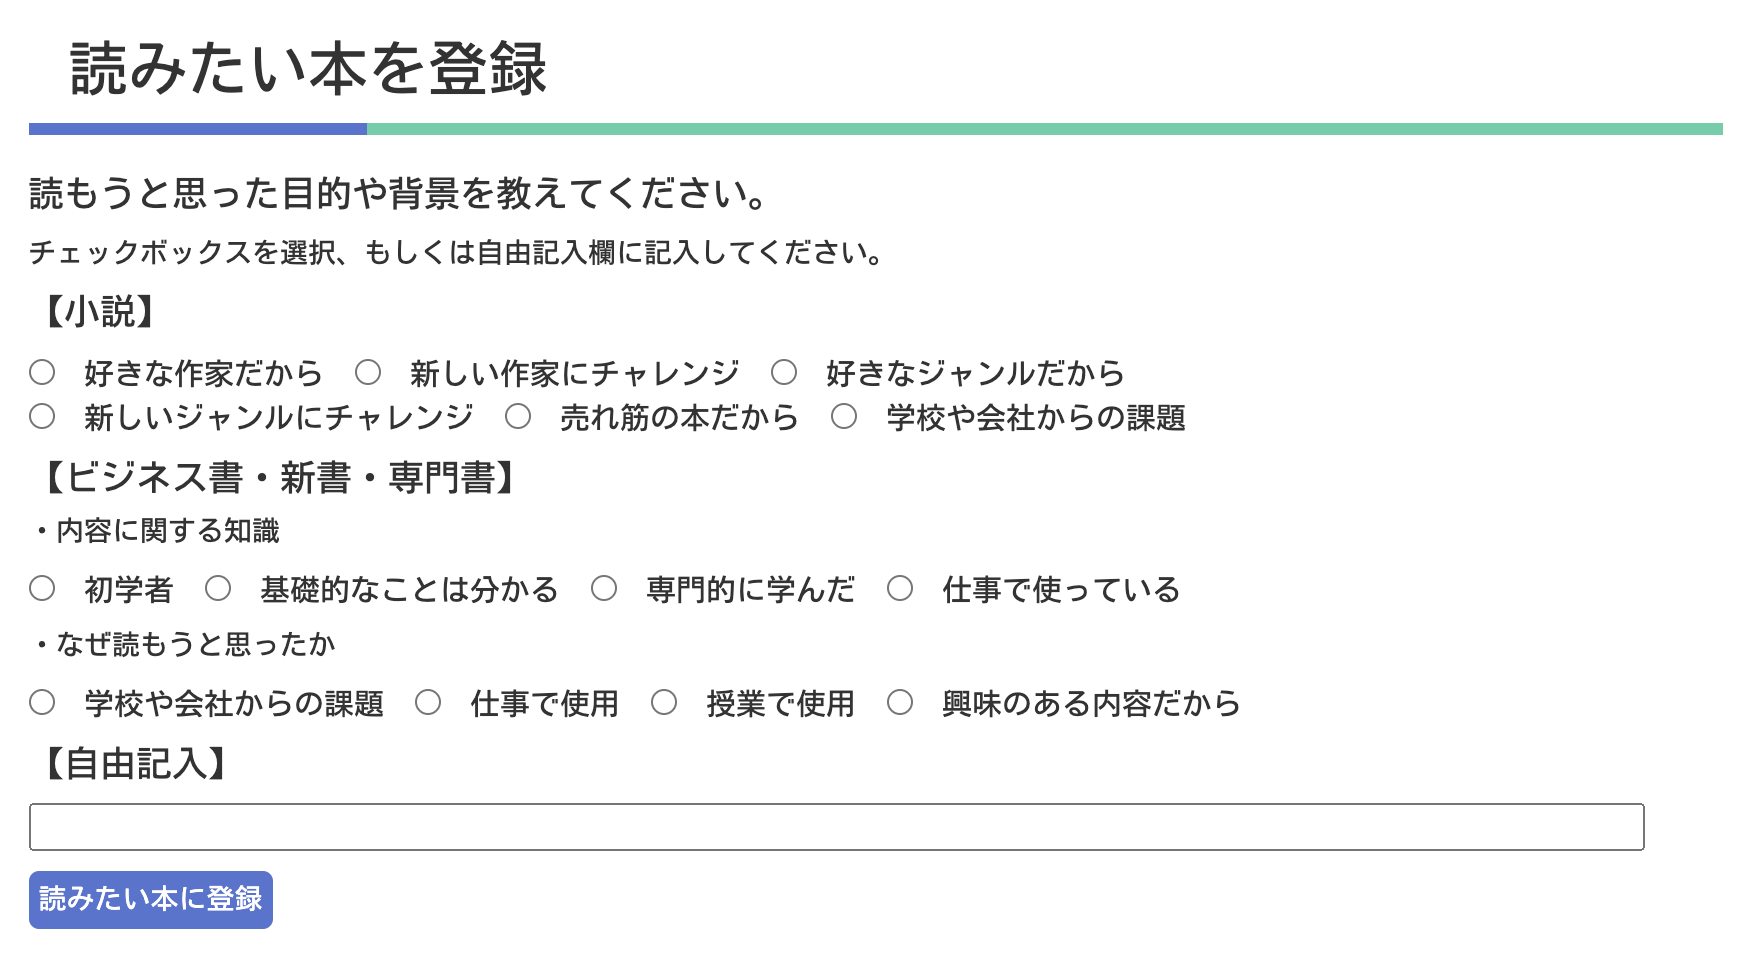 読みたい本を登録
読もうと思った目的や背景を教えてください。
チェックボックスを選択、もしくは自由記入欄に記入してください。
【小説】
好きな作家だから 新しい作家にチャレンジ 好きなジャンルだから
新しいジャンルにチャレンジ 売れ筋の本だから 学校や会社からの課題
【ビジネス書・新書・専門書】
・内容に関する知識
初学者 基礎的なことは分かる 専門的に学んだ 仕事で使っている
・なぜ読もうと思ったか
学校や会社からの課題 仕事で使用 授業で使用 興味のある内容だから
【自由記入】
読みたい本に登録